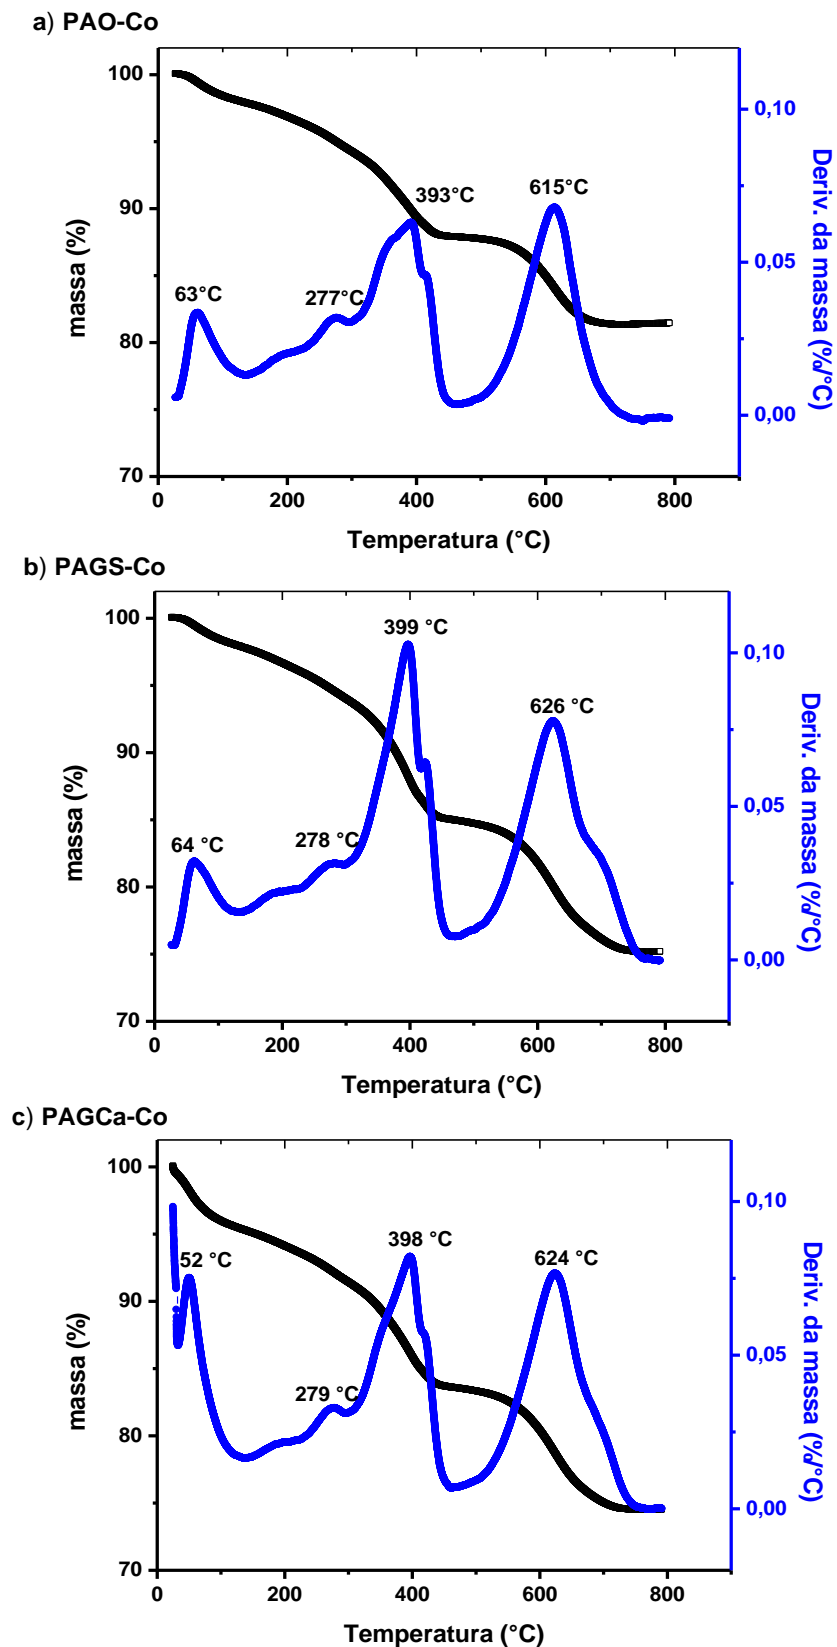 a) PAO-Co
100
90
80
70
massa (%)
63°C
277°C
393°C
615°C
0,10
0,05
0,00
Deriv. da massa (%/°C)
0
200
400
600
800
Temperatura (°C)
b) PAGS-Co
100
90
80
70
massa (%)
64 °C
278 °C
399 °C
626 °C
0,10
0,05
0,00
Deriv. da massa (%/°C)
0
200
400
600
800
Temperatura (°C)
c) PAGCa-Co
100
90
80
70
massa (%)
52 °C
279 °C
398 °C
624 °C
0,10
0,05
0,00
Deriv. da massa (%/°C)
0
200
400
600
800
Temperatura (°C)